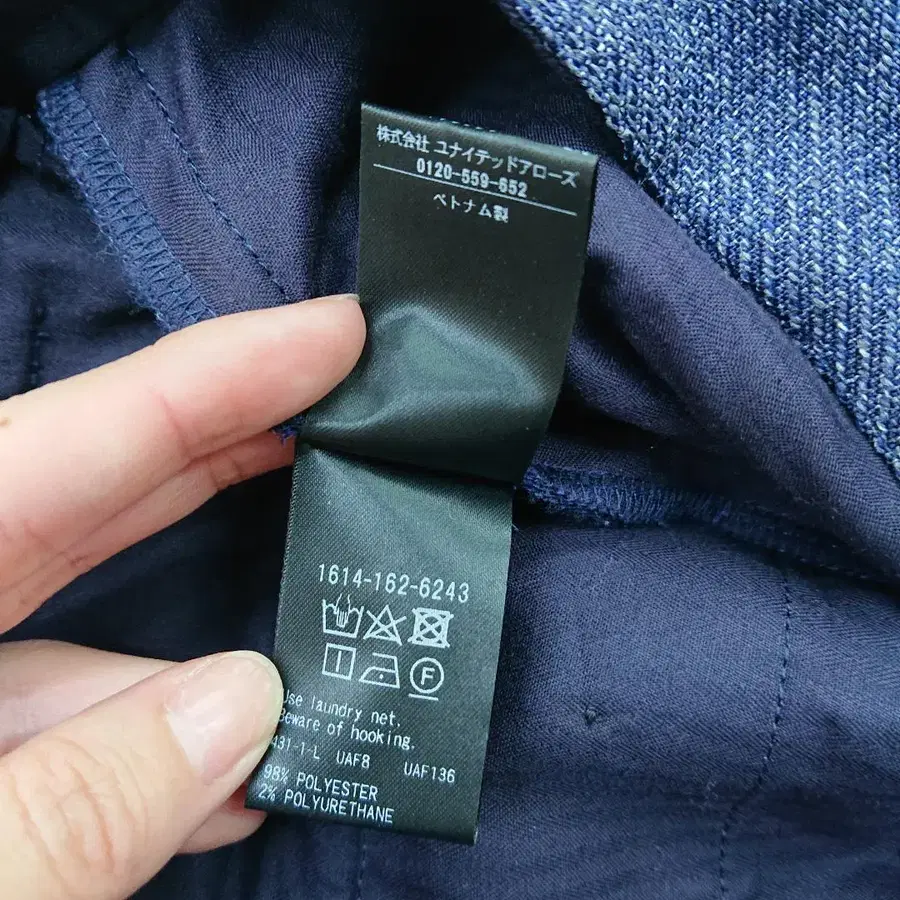 株式会社 ユナイテッドアローズ
0120-559-652
ベトナム製
1614-162-6243
F
Use laundry net.
Beware of hooking.
431-1-L UAF8 UAF136
98% POLYESTER
2% POLYURETHANE